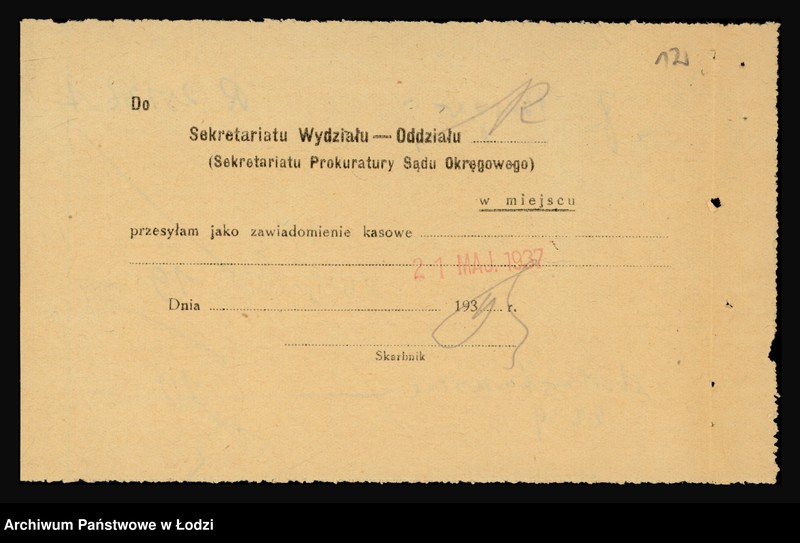 12
Do
Sekretariatu Wydziału — Oddziału R
(Sekretariatu Prokuratury Sądu Okręgowego)
w miejscu
przesyłam jako zawiadomienie kasowe
21 MAJ. 1937
Dnia 193 r.
Skarbnik
Archiwum Państwowe w Łodzi